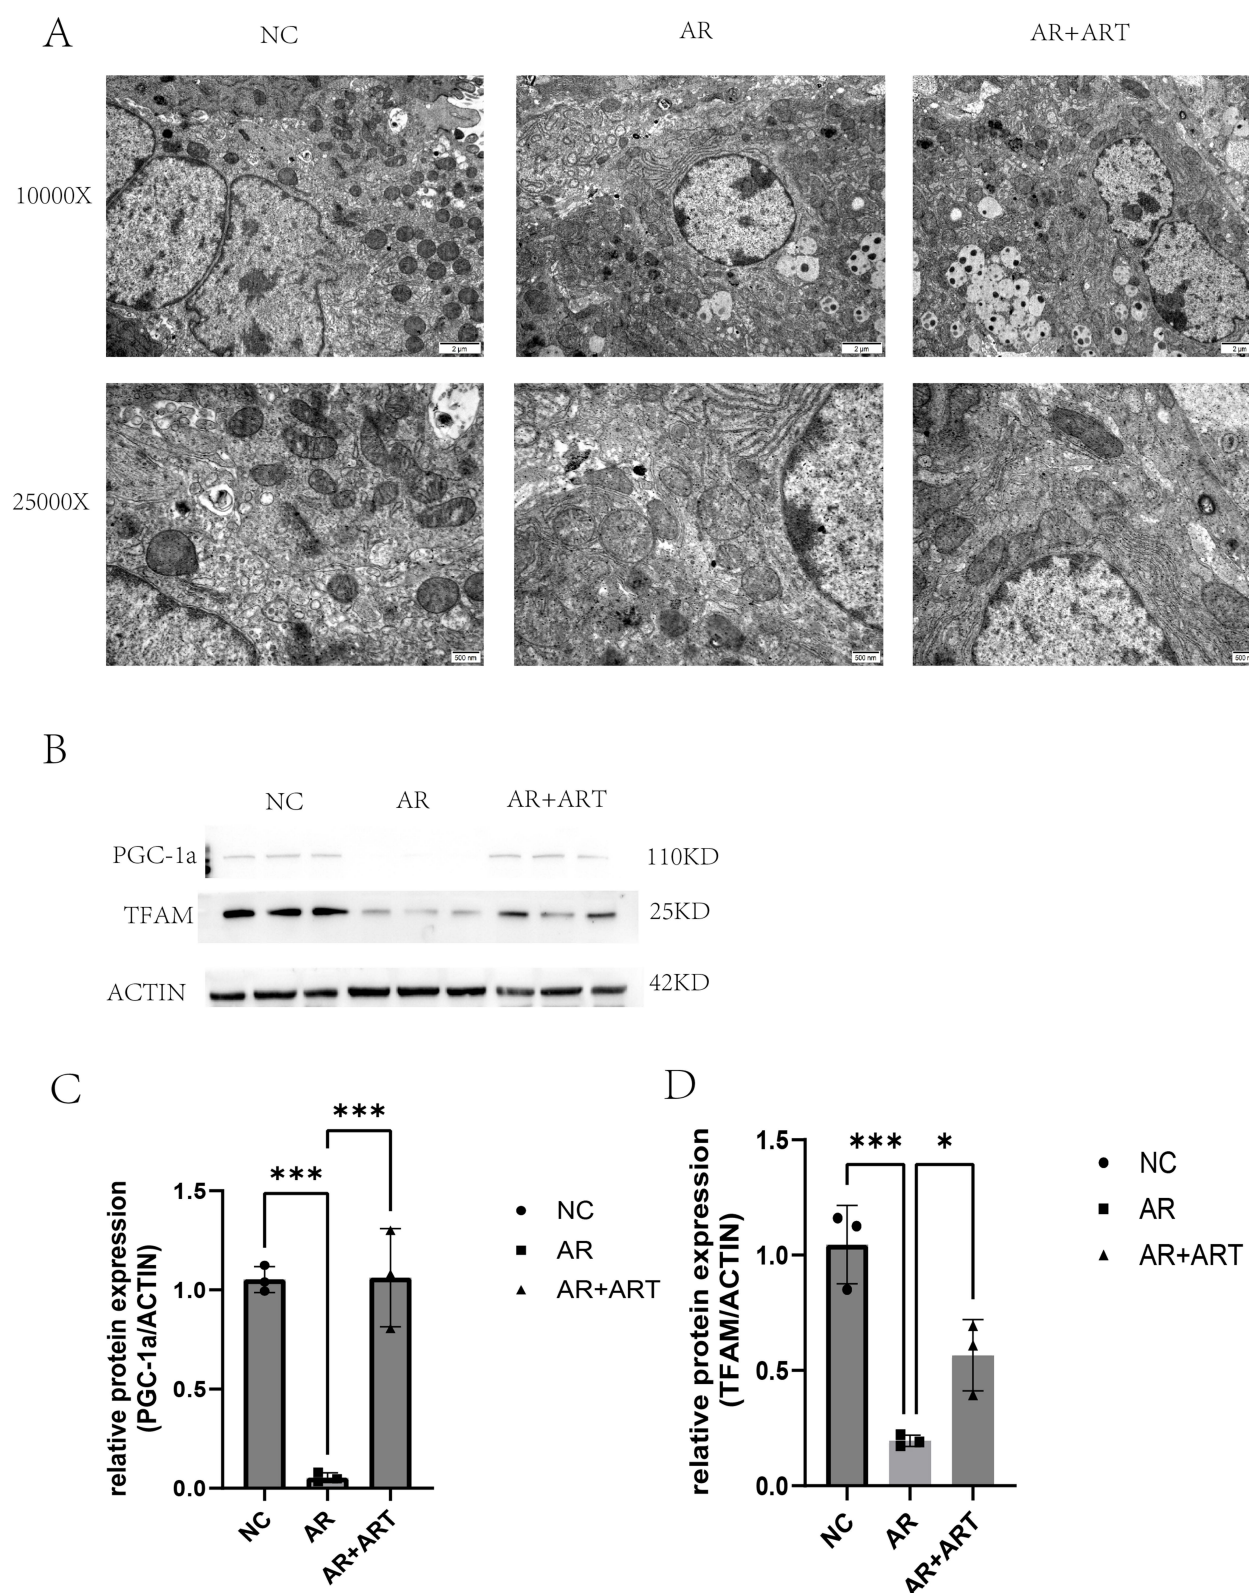 A
NC
AR
AR+ART
10000X
2 μm
2 μm
2 μm
25000X
500 nm
500 nm
500 nm
B
NC
AR
AR+ART
PGC-1a
110KD
TFAM
25KD
ACTIN
42KD
C
relative protein expression
(PGC-1a/ACTIN)
***
***
1.5
1.0
0.5
0.0
NC
AR
AR+ART
NC
AR
AR+ART
D
relative protein expression
(TFAM/ACTIN)
***
*
1.5
1.0
0.5
0.0
NC
AR
AR+ART
NC
AR
AR+ART